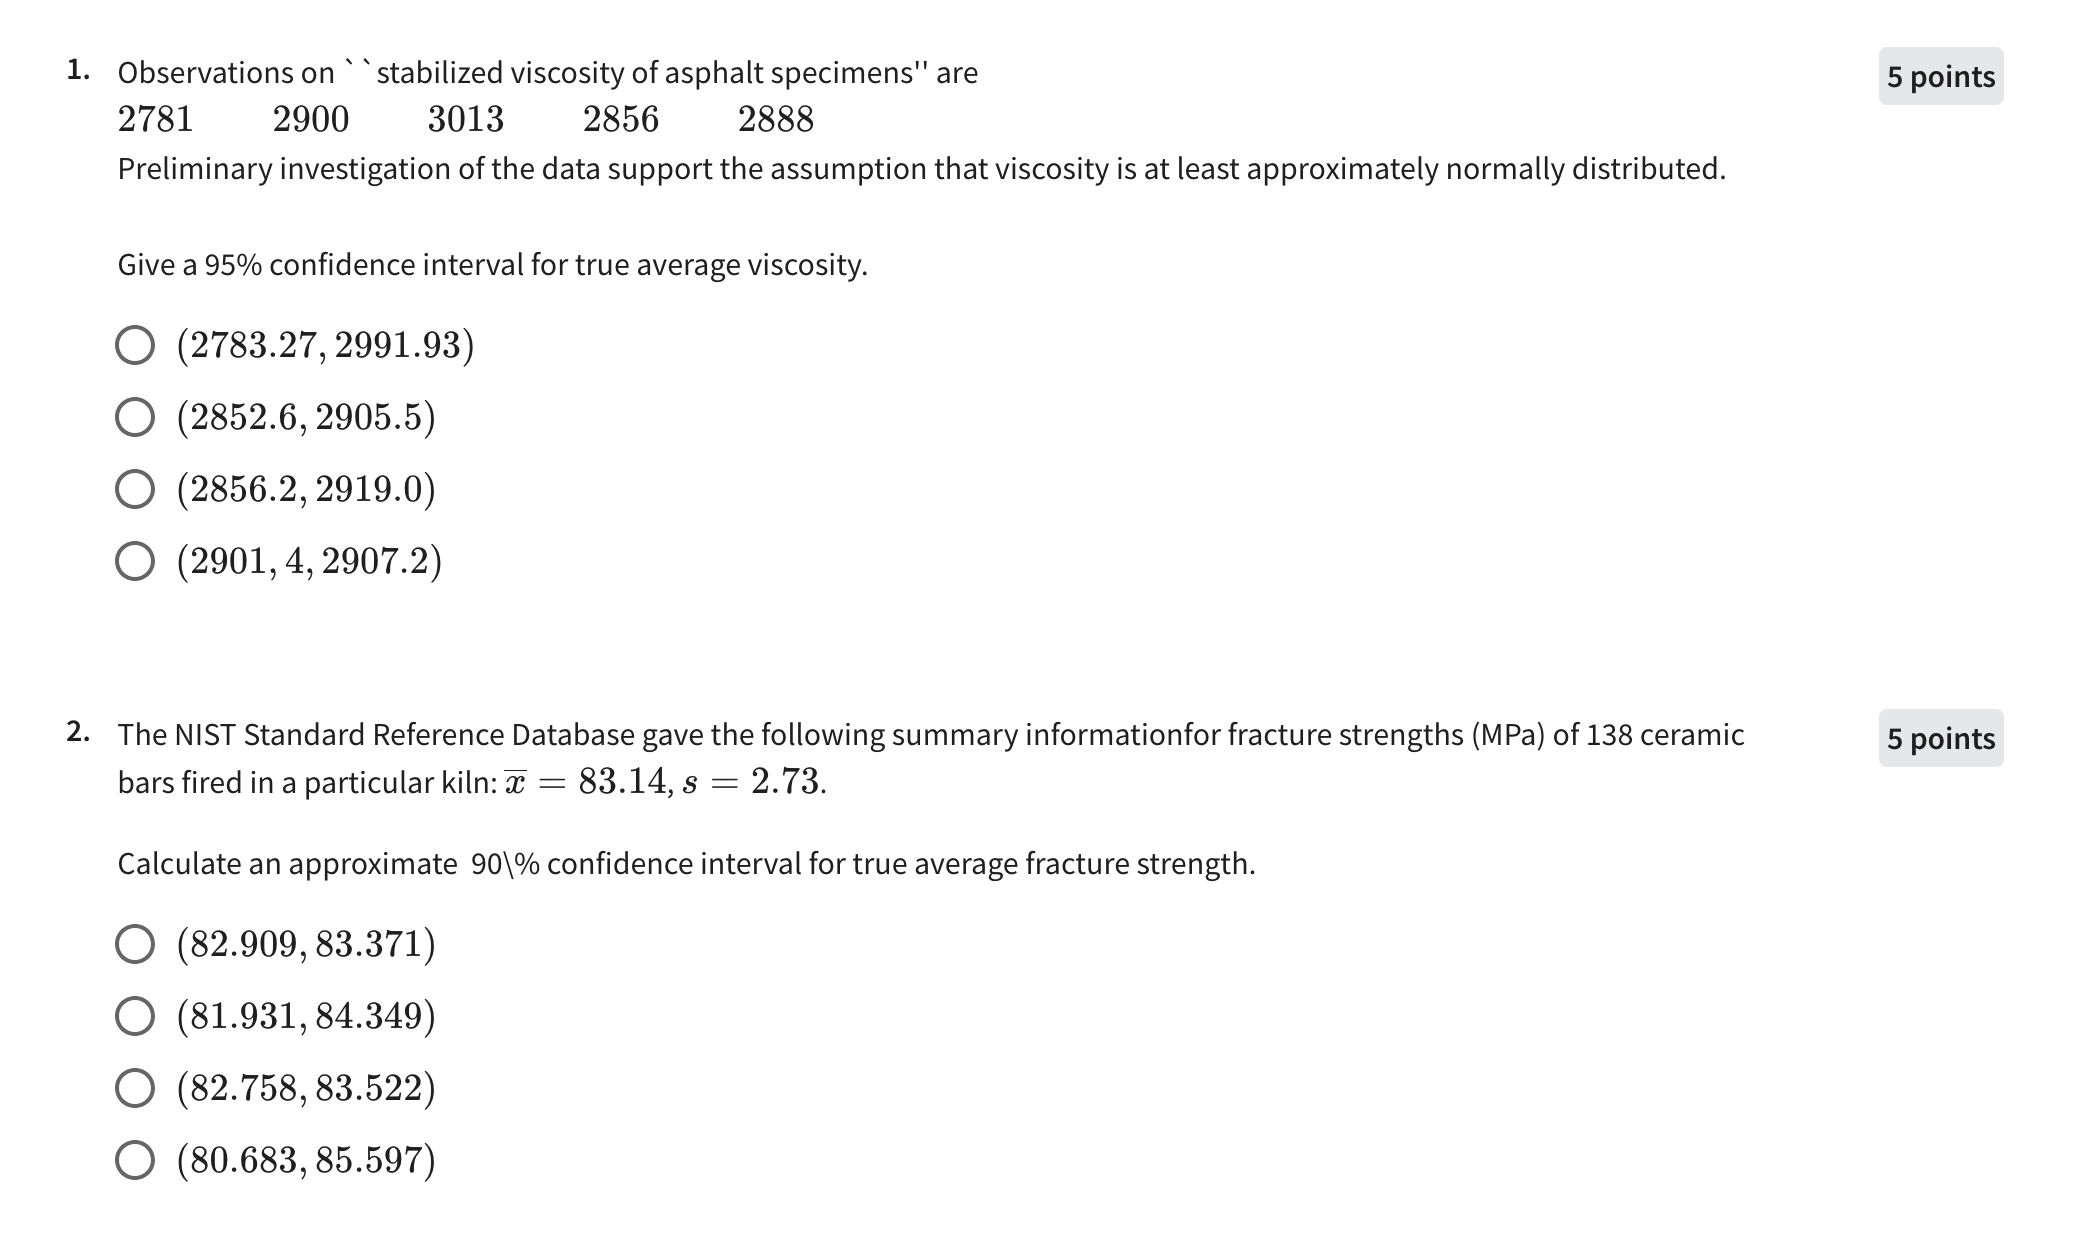 1. Observations on ``stabilized viscosity of asphalt specimens'' are
5 points
2781 2900 3013 2856 2888
Preliminary investigation of the data support the assumption that viscosity is at least approximately normally distributed.
Give a 95% confidence interval for true average viscosity.
(2783.27, 2991.93)
(2852.6, 2905.5)
(2856.2, 2919.0)
(2901, 4, 2907.2)
2. The NIST Standard Reference Database gave the following summary informationfor fracture strengths (MPa) of 138 ceramic
5 points
bars fired in a particular kiln: x̅ = 83.14, s = 2.73.
Calculate an approximate 90\% confidence interval for true average fracture strength.
(82.909, 83.371)
(81.931, 84.349)
(82.758, 83.522)
(80.683, 85.597)